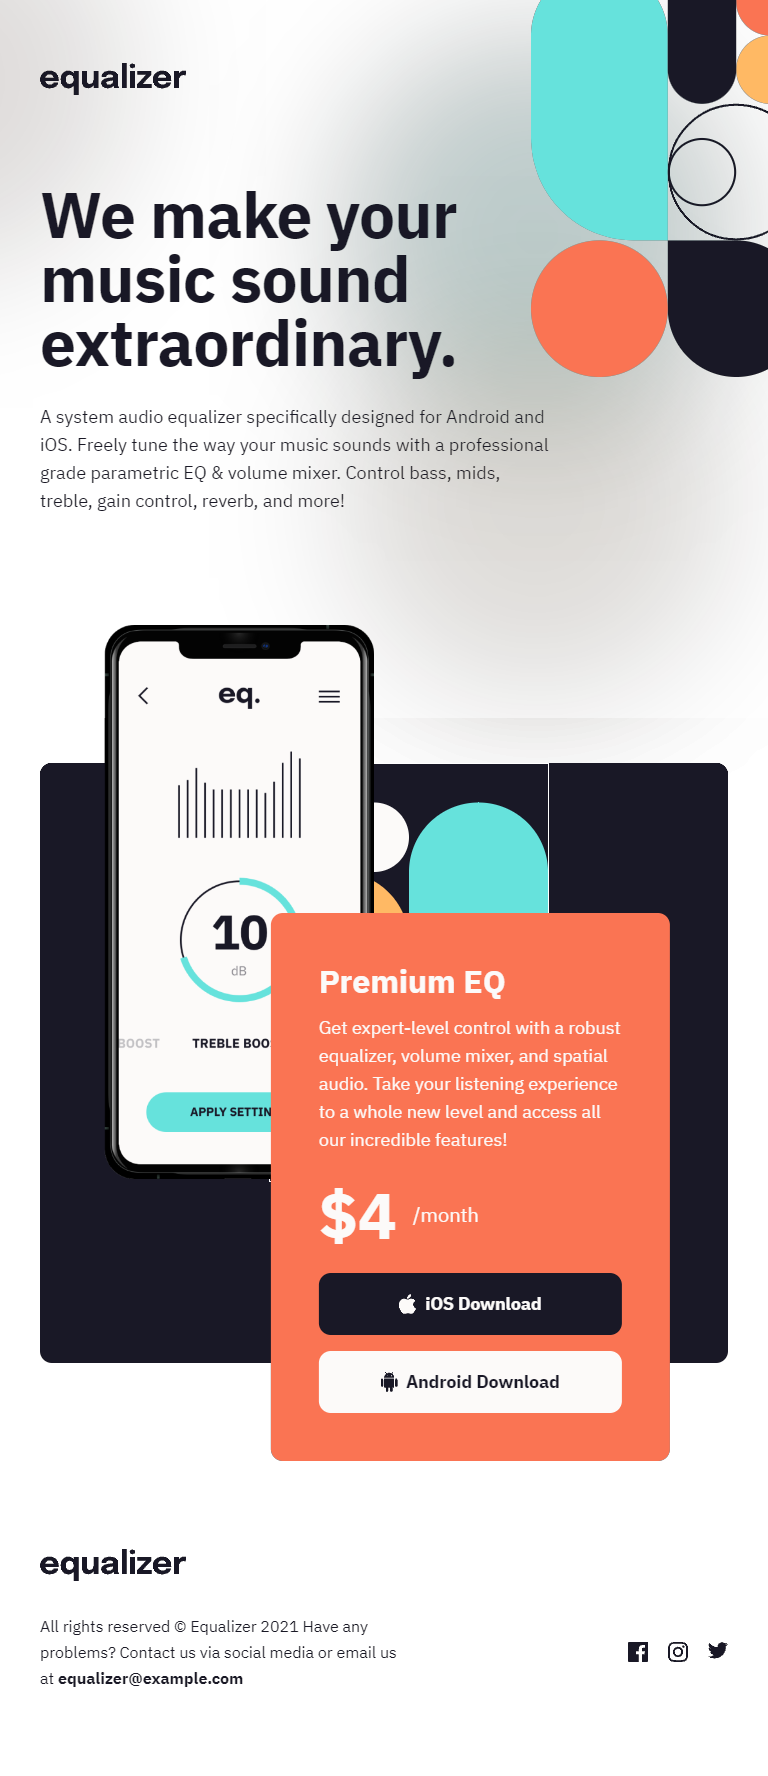 equalizer
We make your
music sound
extraordinary.
A system audio equalizer specifically designed for Android and
iOS. Freely tune the way your music sounds with a professional
grade parametric EQ & volume mixer. Control bass, mids,
treble, gain control, reverb, and more!
eq.
10
dB
BOOST TREBLE BOO
APPLY SETTIN
Premium EQ
Get expert-level control with a robust
equalizer, volume mixer, and spatial
audio. Take your listening experience
to a whole new level and access all
our incredible features!
$4 /month
iOS Download
Android Download
equalizer
All rights reserved © Equalizer 2021 Have any
problems? Contact us via social media or email us
at equalizer@example.com